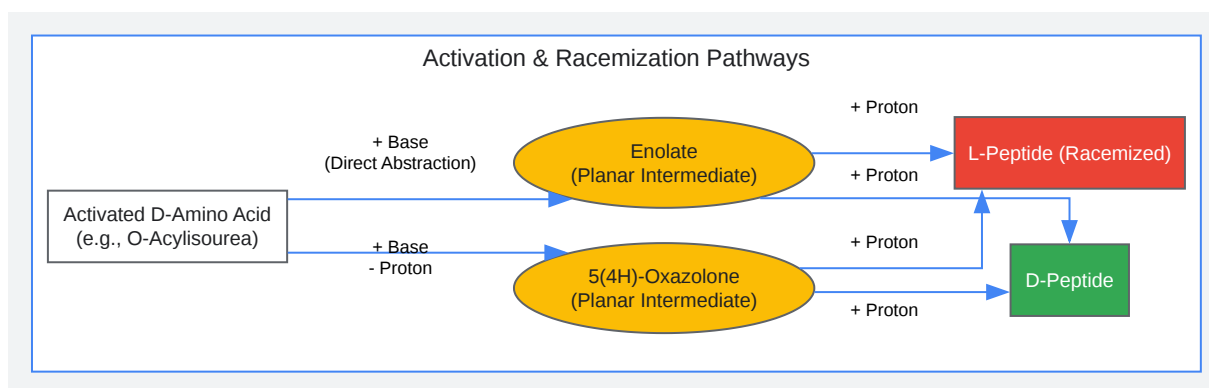 Activation & Racemization Pathways
+ Base
(Direct Abstraction)
Enolate
(Planar Intermediate)
+ Proton
+ Proton
L-Peptide (Racemized)
Activated D-Amino Acid
(e.g., O-Acylisourea)
+ Base
- Proton
5(4H)-Oxazolone
(Planar Intermediate)
+ Proton
+ Proton
D-Peptide